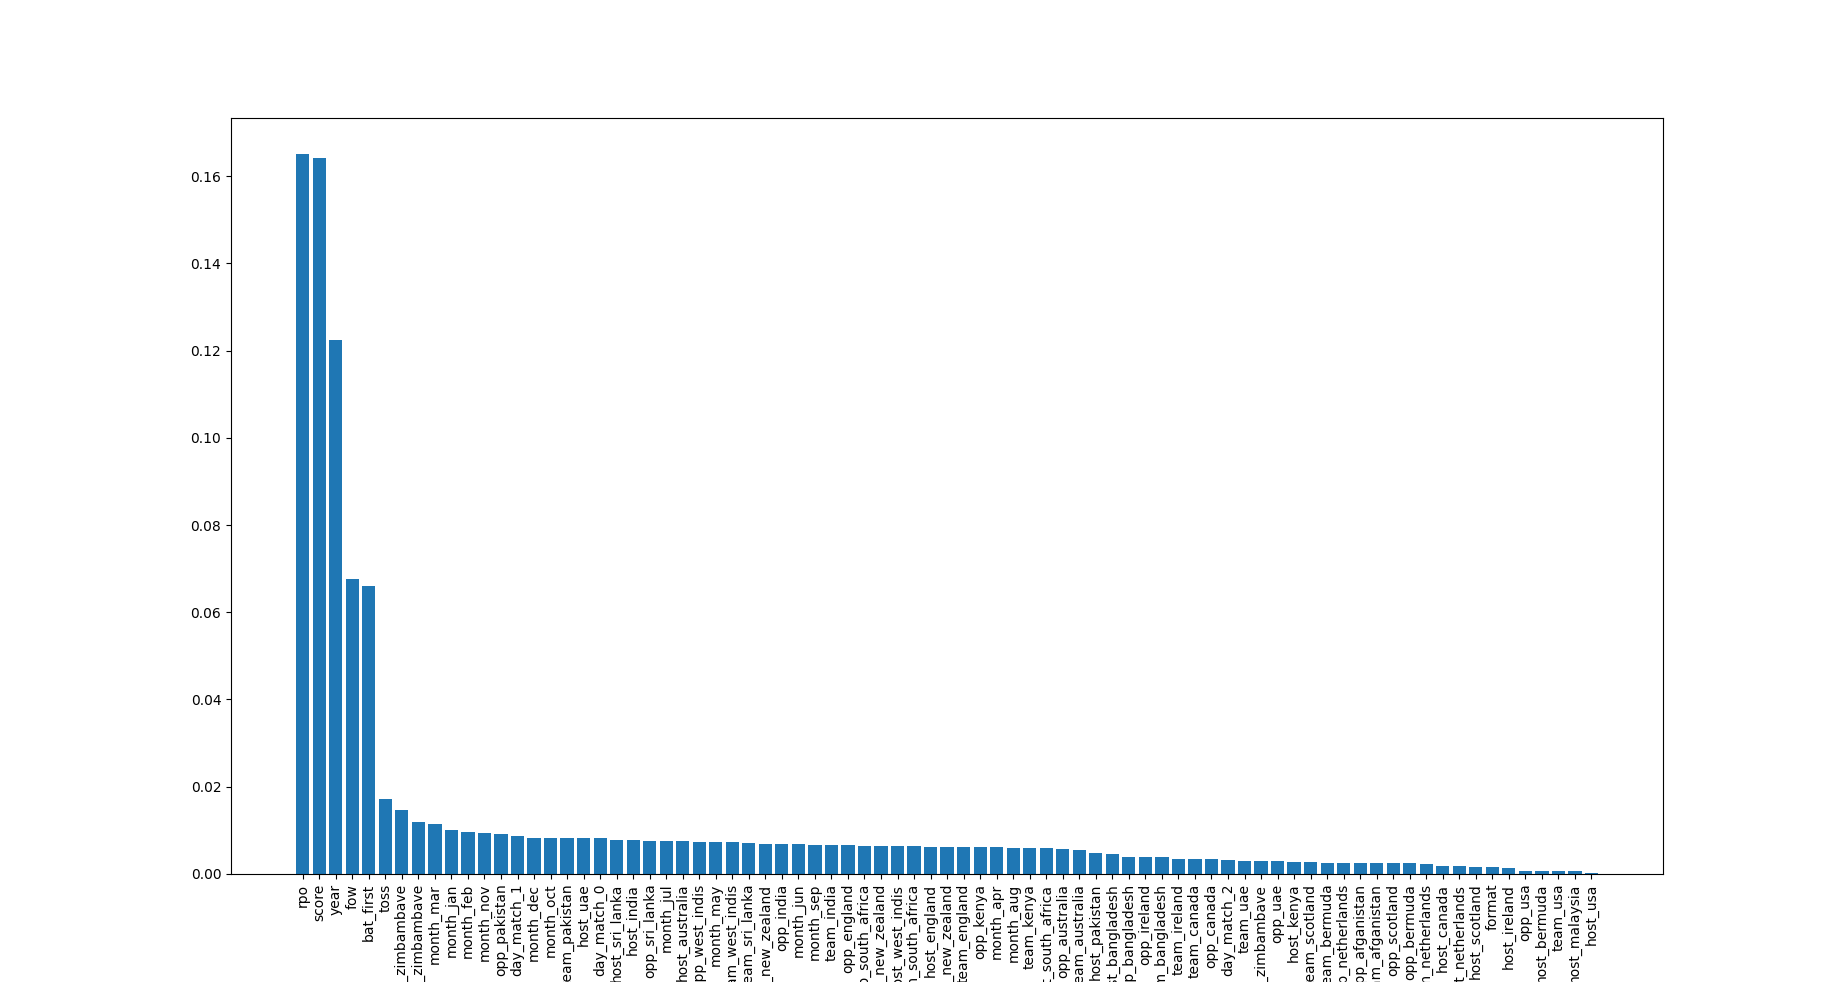 0.16
0.14
0.12
0.10
0.08
0.06
0.04
0.02
0.00
rpo
score
year
fow
bat_first
toss
_zimbambave
_zimbambave
month_mar
month_jan
month_feb
month_nov
opp_pakistan
day_match_1
month_dec
month_oct
eam_pakistan
host_uae
day_match_0
host_sri_lanka
host_india
opp_sri_lanka
month_jul
host_australia
pp_west_indis
month_may
am_west_indis
eam_sri_lanka
_new_zealand
opp_india
month_jun
month_sep
team_india
opp_england
p_south_africa
_new_zealand
ost_west_indis
n_south_africa
host_england
_new_zealand
team_england
opp_kenya
month_apr
month_aug
team_kenya
t_south_africa
opp_australia
eam_australia
host_pakistan
st_bangladesh
p_bangladesh
opp_ireland
m_bangladesh
team_ireland
team_canada
opp_canada
day_match_2
team_uae
_zimbambave
opp_uae
host_kenya
eam_scotland
eam_bermuda
p_netherlands
opp_afganistan
am_afganistan
opp_scotland
opp_bermuda
n_netherlands
host_canada
t_netherlands
host_scotland
format
host_ireland
opp_usa
host_bermuda
team_usa
host_malaysia
host_usa